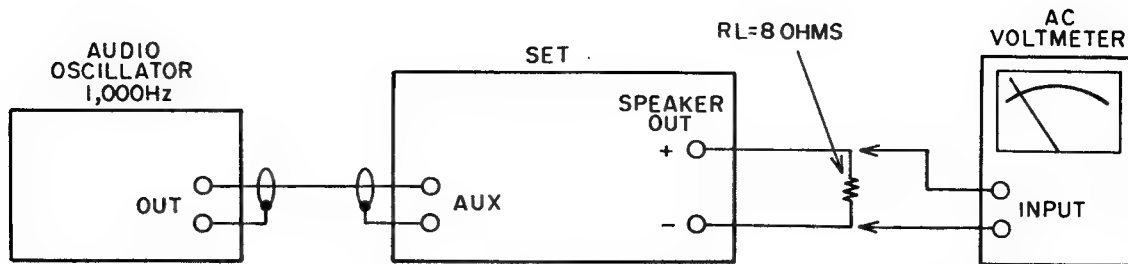 AUDIO
OSCILLATOR
1,000Hz
OUT
SET
AUX
SPEAKER
OUT
+
−
RL=8 OHMS
AC
VOLTMETER
INPUT